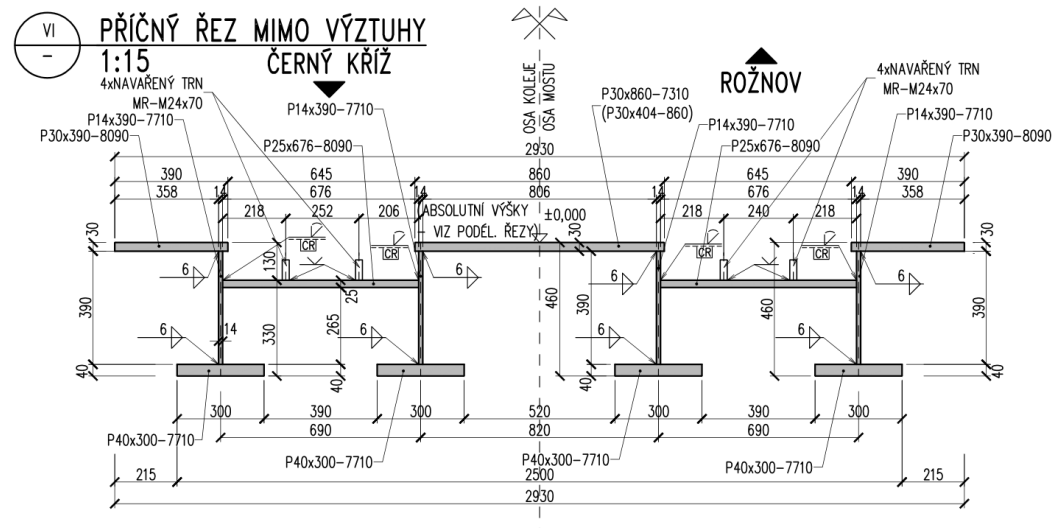 VI
–
PŘÍČNÝ ŘEZ MIMO VÝZTUHY
1:15
ČERNÝ KŘÍŽ
ROŽNOV
OSA KOLEJE
OSA MOSTU
4xNAVAŘENÝ TRN
MR-M24x70
P14x390-7710
P30x390-8090
P14x390-7710
P25x676-8090
P30x860-7310
(P30x404-860)
P14x390-7710
P25x676-8090
4xNAVAŘENÝ TRN
MR-M24x70
P14x390-7710
P30x390-8090
2930
390 645 860 645 390
358 14 676 14 806 14 676 14 358
218 252 206 218 240 218
ABSOLUTNÍ VÝŠKY
- VIZ PODÉL. ŘEZY
±0,000
30 30 30
ČR ČR ČR ČR
130
6 6 6 6
390 330 265 25 460 390 460 390
6 14 6 6 6
40 40 40 40
300 390 300 520 300 390 300
690 820 690
P40x300-7710
P40x300-7710
P40x300-7710
P40x300-7710
215 2500 215
2930